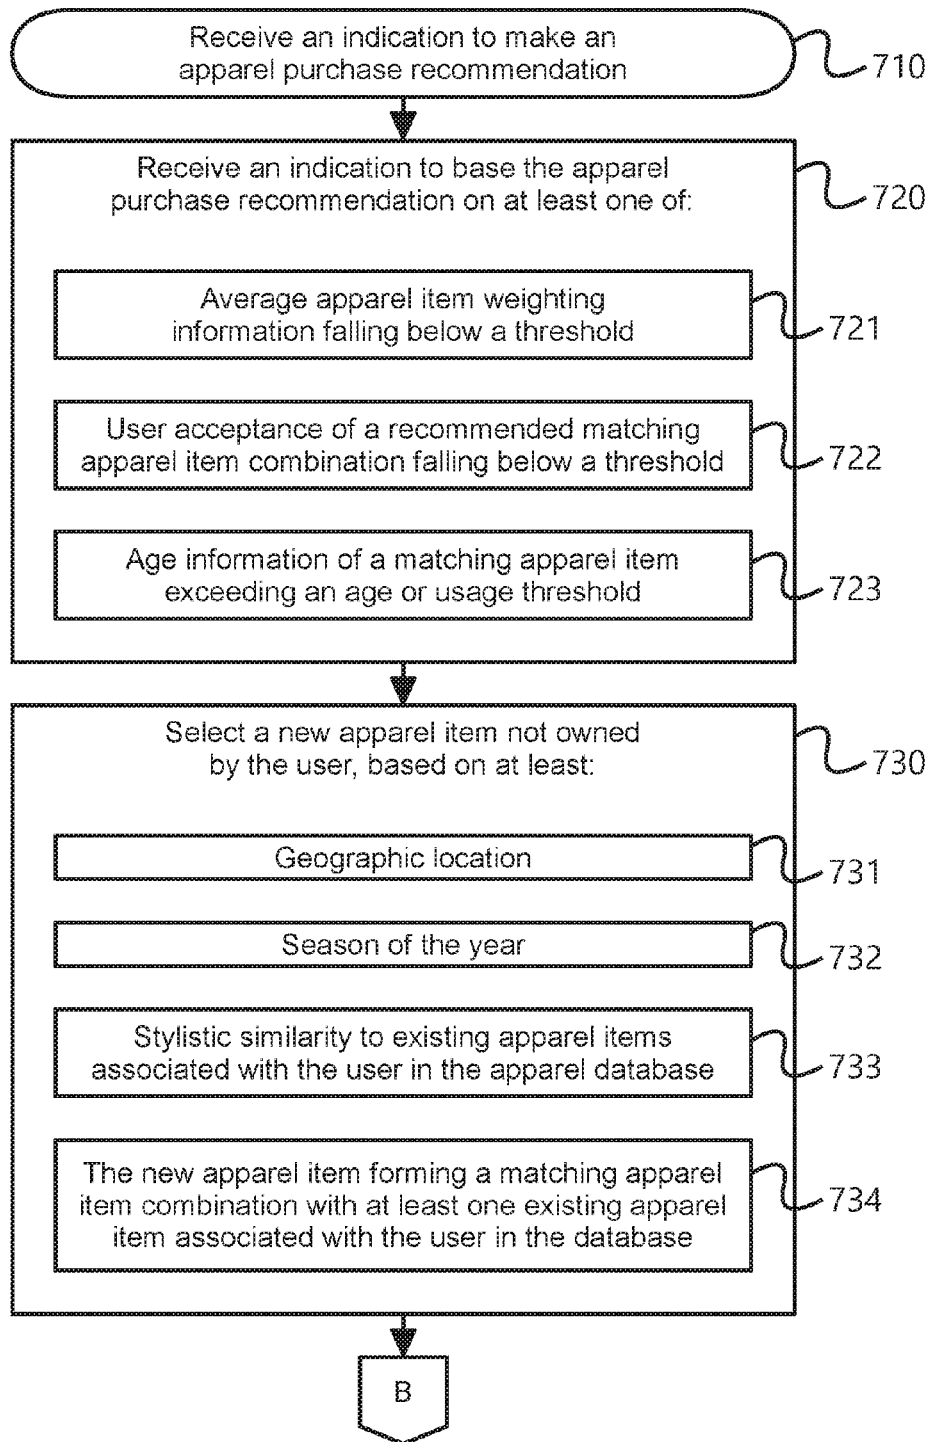 Receive an indication to make an
apparel purchase recommendation
710
Receive an indication to base the apparel
purchase recommendation on at least one of:
720
Average apparel item weighting
information falling below a threshold
721
User acceptance of a recommended matching
apparel item combination falling below a threshold
722
Age information of a matching apparel item
exceeding an age or usage threshold
723
Select a new apparel item not owned
by the user, based on at least:
730
Geographic location
731
Season of the year
732
Stylistic similarity to existing apparel items
associated with the user in the apparel database
733
The new apparel item forming a matching apparel
item combination with at least one existing apparel
item associated with the user in the database
734
B